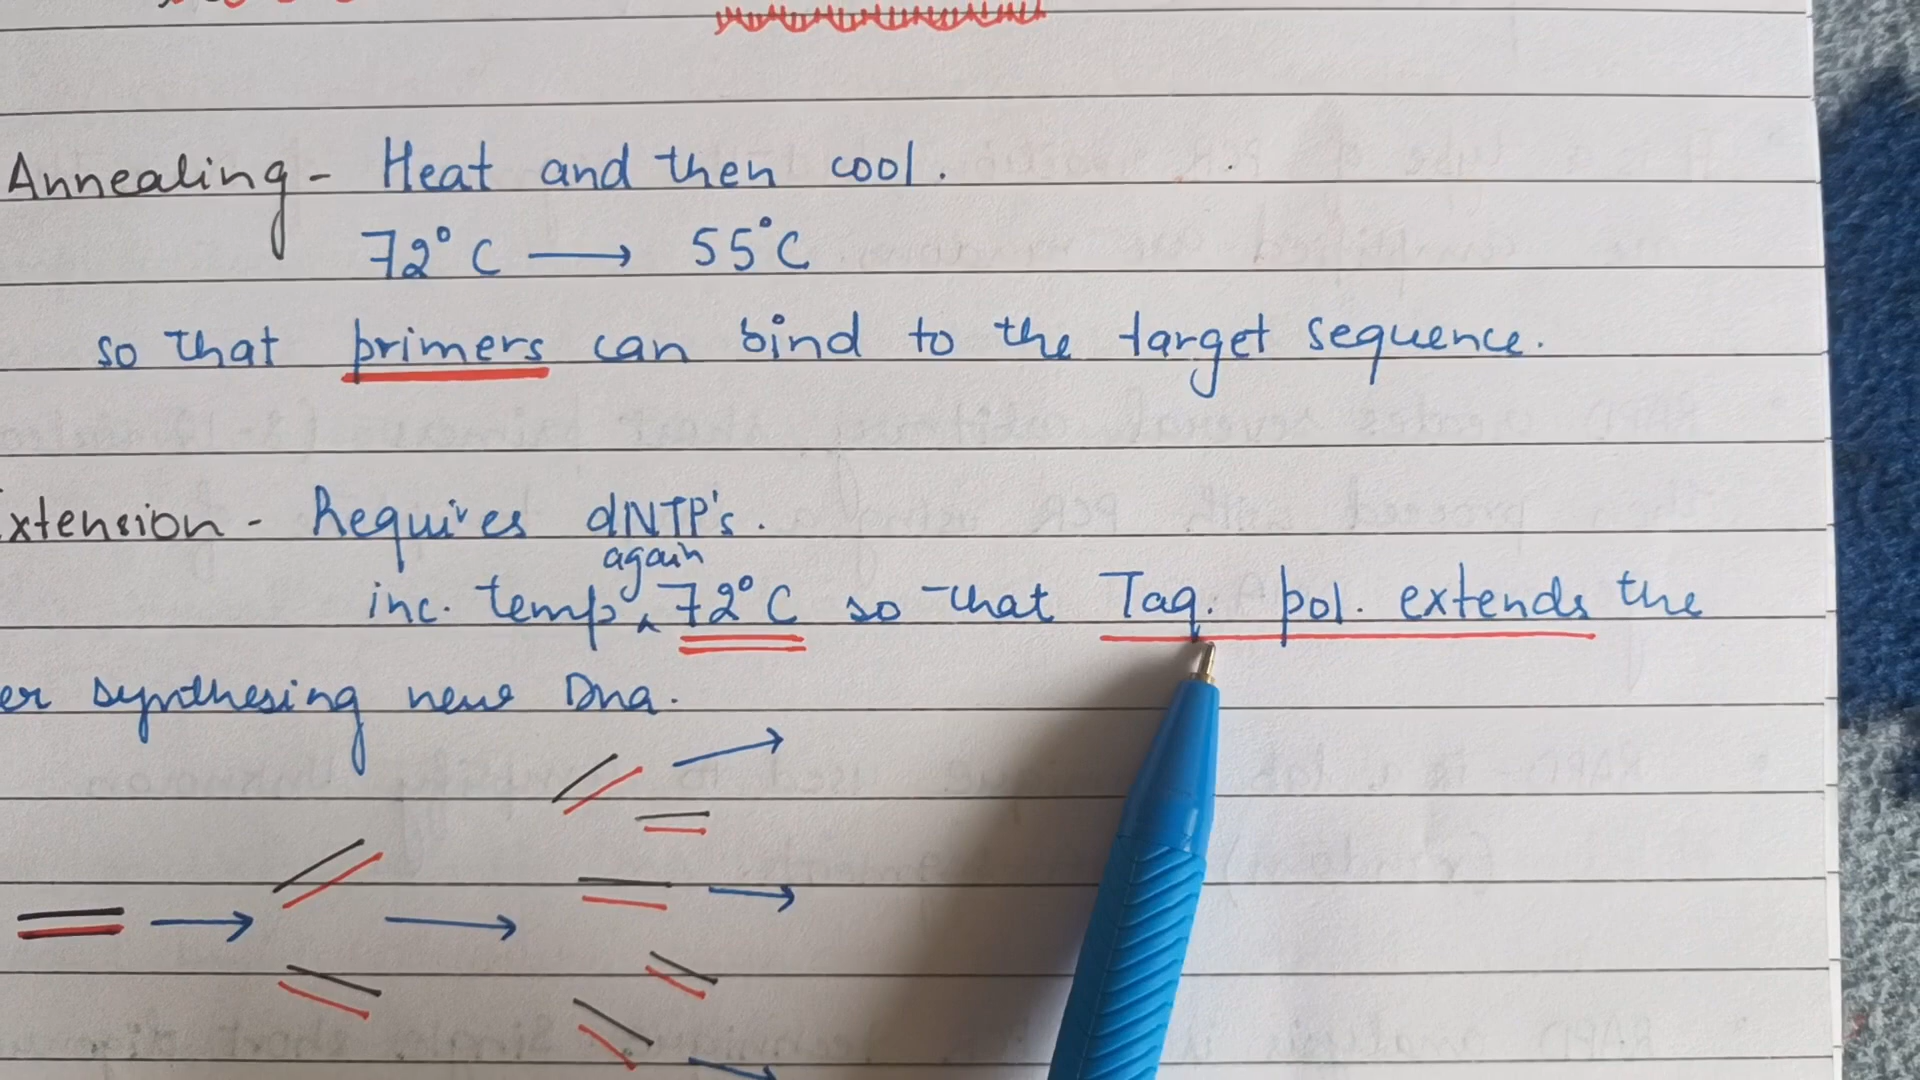 Annealing - Heat and then cool.
72°C → 55°C
so that primers can bind to the target sequence.
xtension - Requires dNTP's.
again
inc. temp ‸ 72°C so that Taq. pol. extends the
er synthesing new Dna.